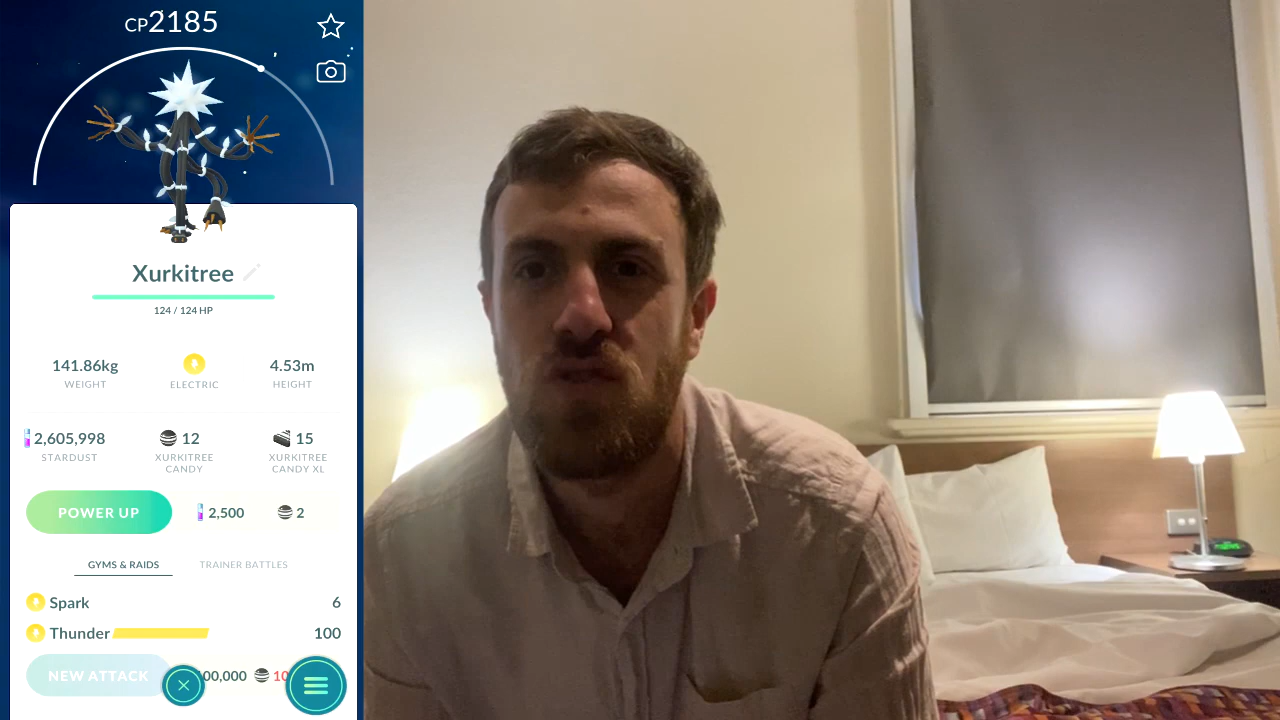 CP2185
Xurkitree
124 / 124 HP
141.86kg
WEIGHT
ELECTRIC
4.53m
HEIGHT
2,605,998
STARDUST
12
XURKITREE
CANDY
15
XURKITREE
CANDY XL
POWER UP
2,500
2
GYMS & RAIDS
TRAINER BATTLES
Spark 6
Thunder 100
NEW ATTACK